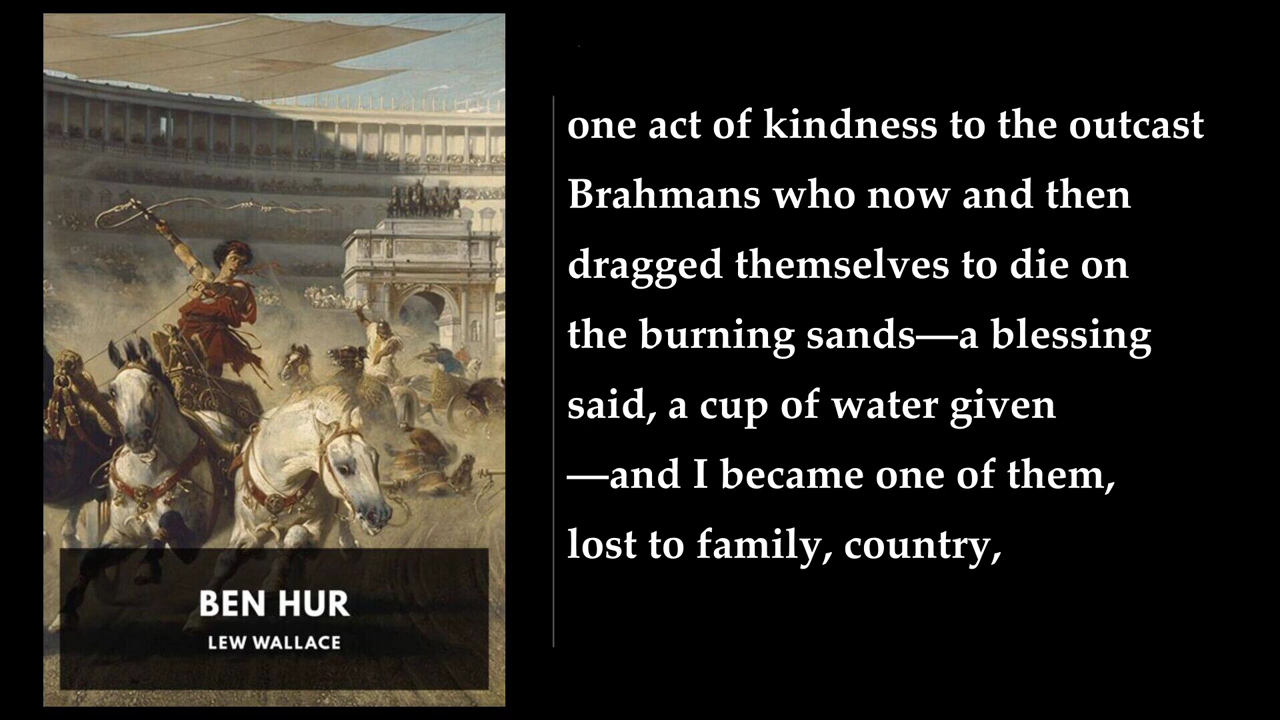 BEN HUR
LEW WALLACE
one act of kindness to the outcast
Brahmans who now and then
dragged themselves to die on
the burning sands—a blessing
said, a cup of water given
—and I became one of them,
lost to family, country,